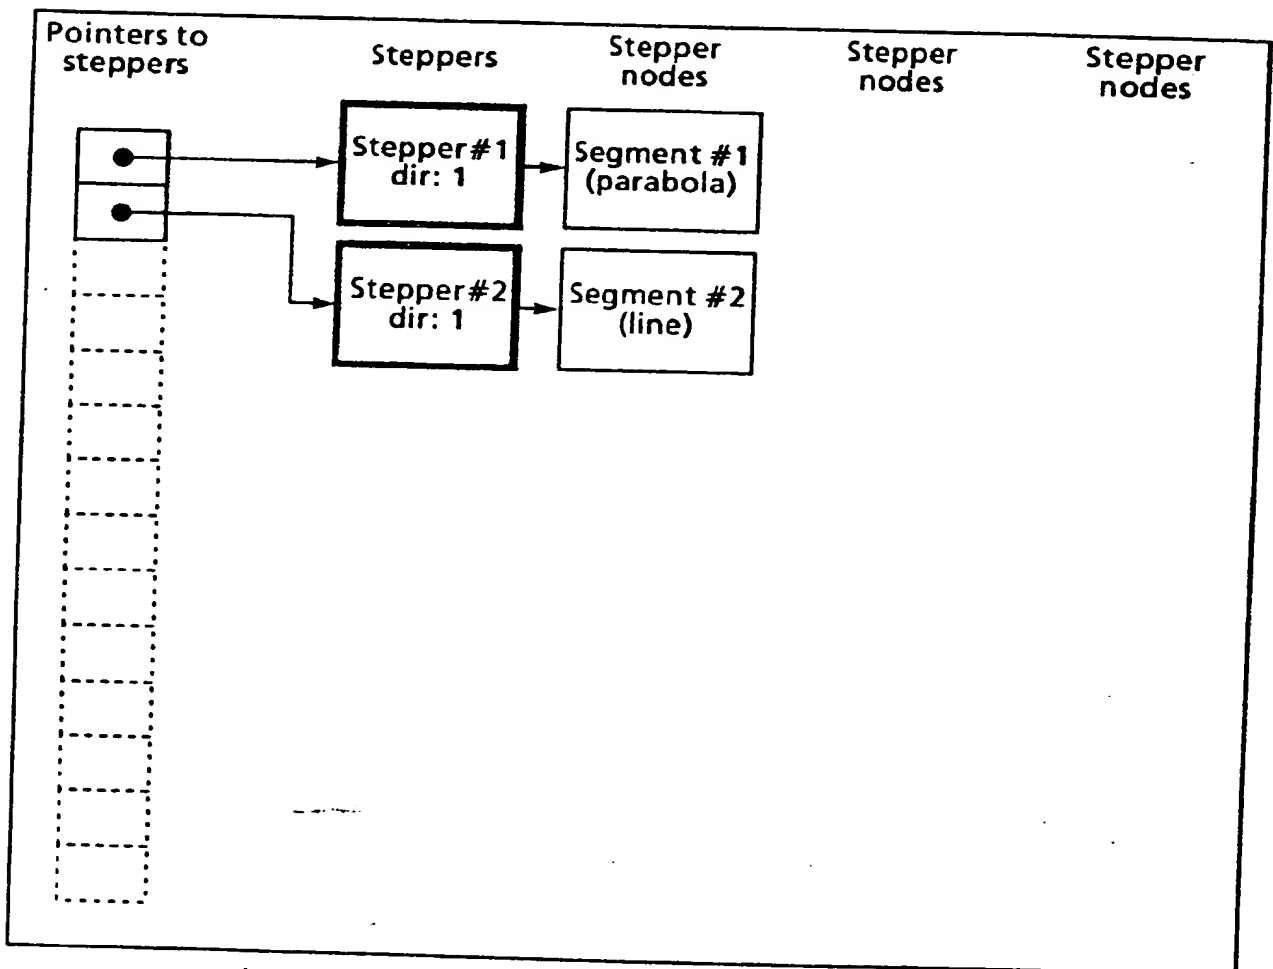 Pointers to
steppers
Steppers
Stepper
nodes
Stepper
nodes
Stepper
nodes
Stepper#1
dir: 1
Segment #1
(parabola)
Stepper#2
dir: 1
Segment #2
(line)